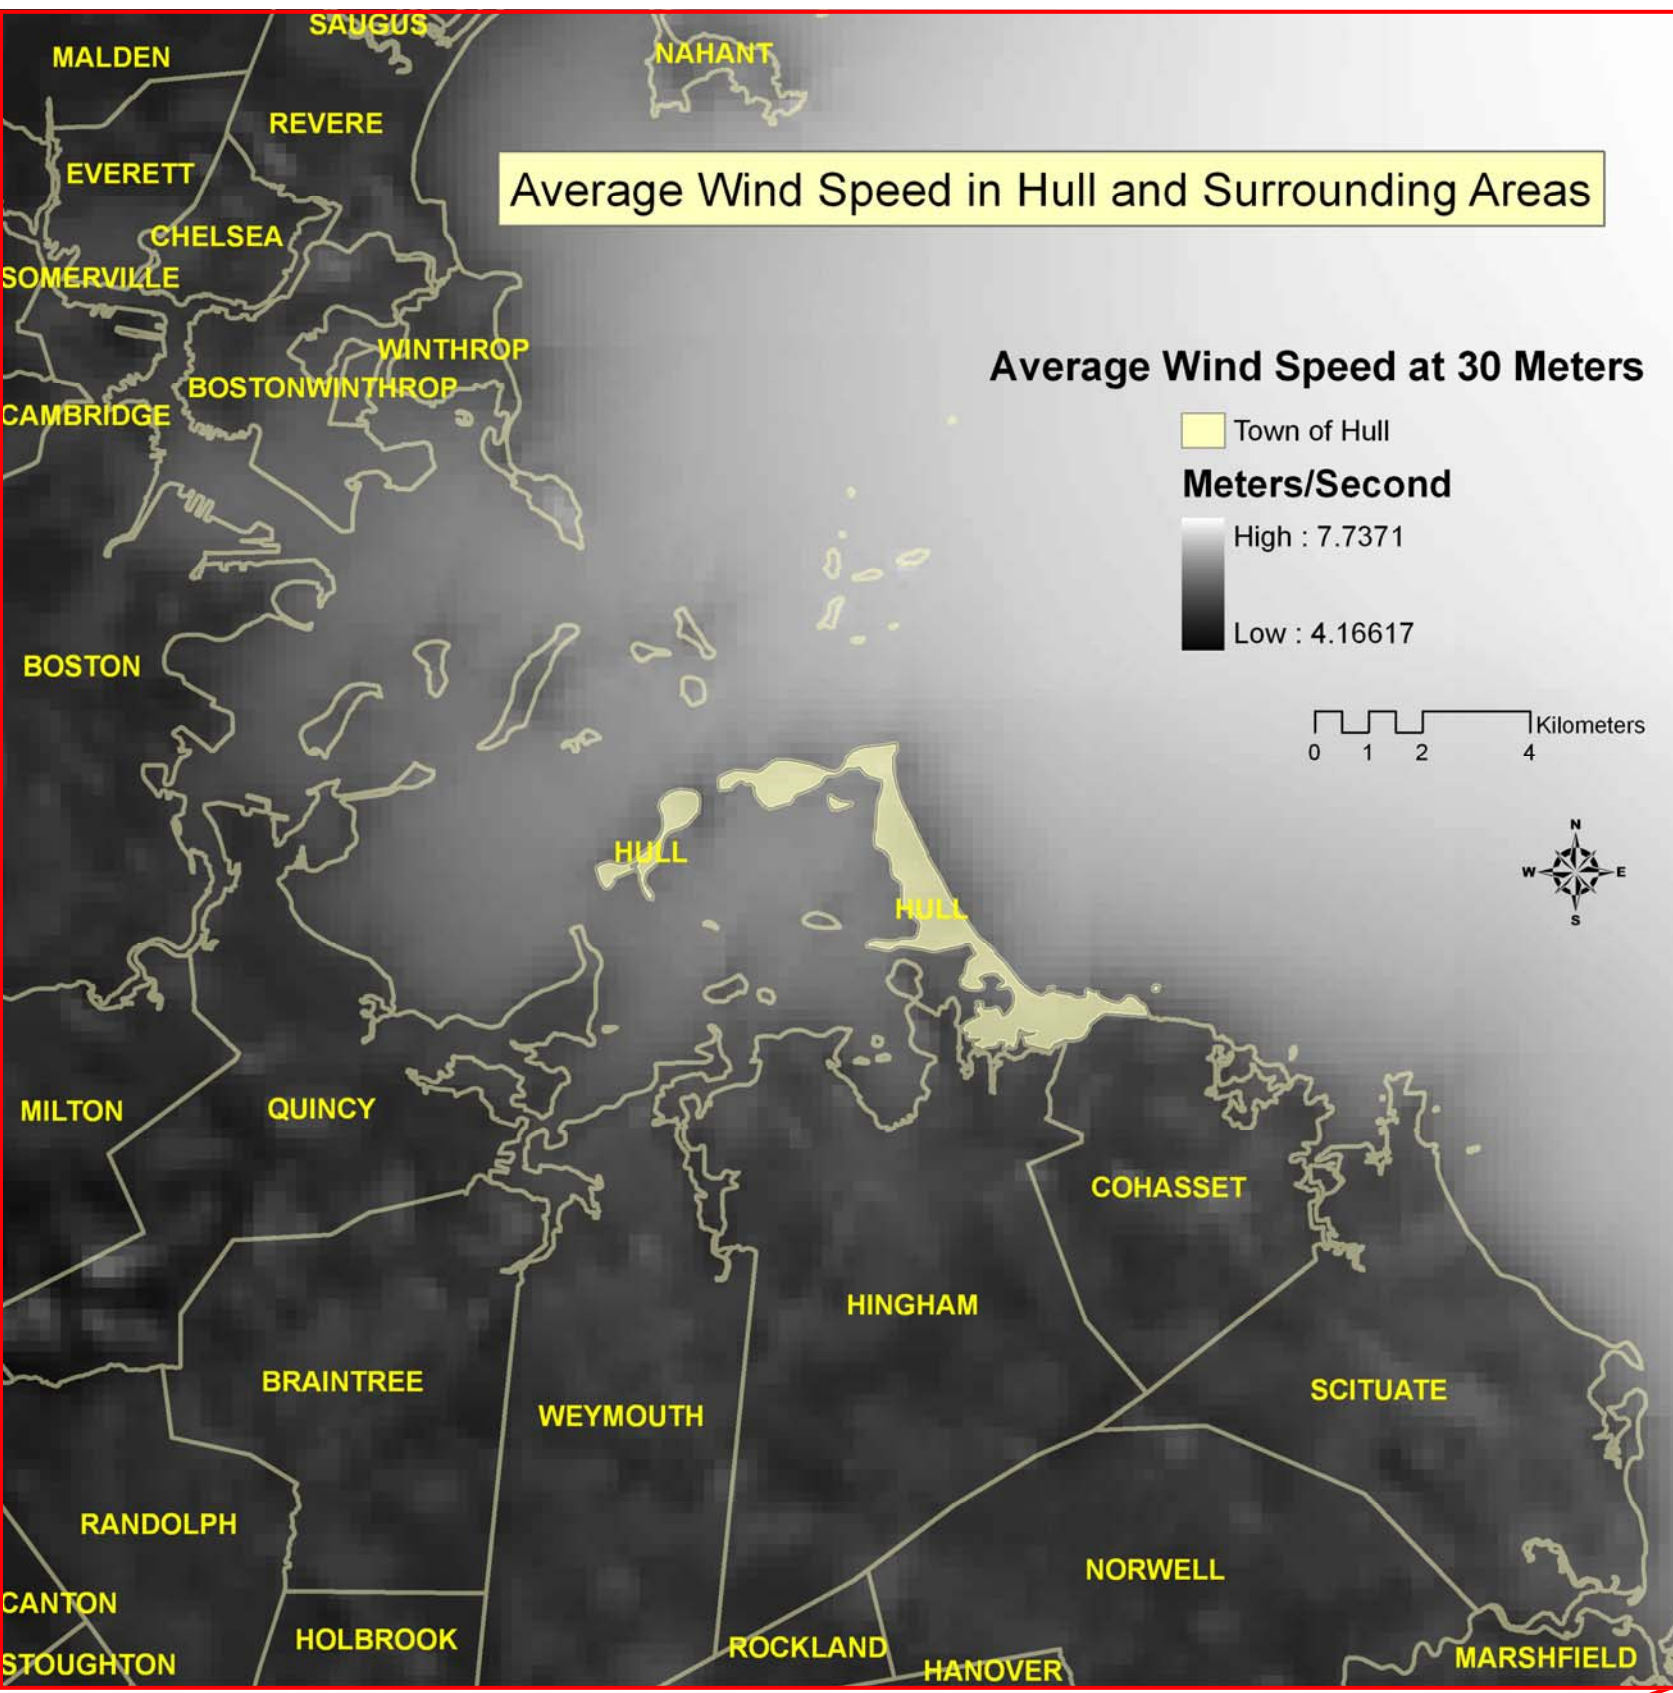 SAUGUS
MALDEN
NAHANT
REVERE
EVERETT
Average Wind Speed in Hull and Surrounding Areas
CHELSEA
SOMERVILLE
WINTHROP
Average Wind Speed at 30 Meters
BOSTONWINTHROP
CAMBRIDGE
Town of Hull
Meters/Second
High : 7.7371
Low : 4.16617
BOSTON
Kilometers
0 1 2 4
N
W E
S
HULL
HULL
MILTON
QUINCY
COHASSET
HINGHAM
BRAINTREE
SCITUATE
WEYMOUTH
RANDOLPH
NORWELL
CANTON
HOLBROOK
ROCKLAND
MARSHFIELD
STOUGHTON
HANOVER